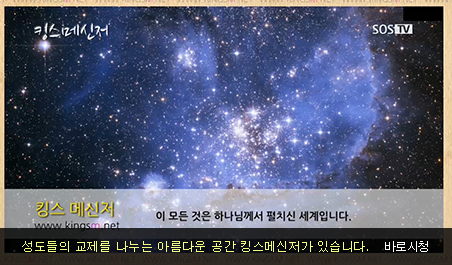 킹스메신저
SOSTV
킹스 메신저
www.kingsm.net
이 모든 것은 하나님께서 펼치신 세계입니다.
성도들의 교제를 나누는 아름다운 공간 킹스메신저가 있습니다. 바로시청